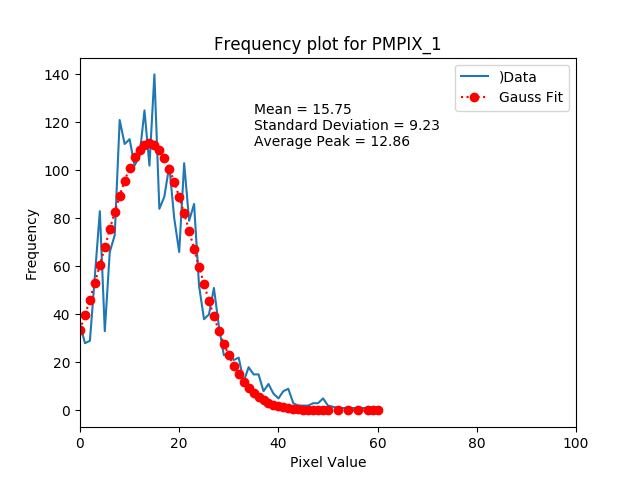 Frequency plot for PMPIX_1
)Data
Gauss Fit
Mean = 15.75
Standard Deviation = 9.23
Average Peak = 12.86
Frequency
140
120
100
80
60
40
20
0
0 20 40 60 80 100
Pixel Value